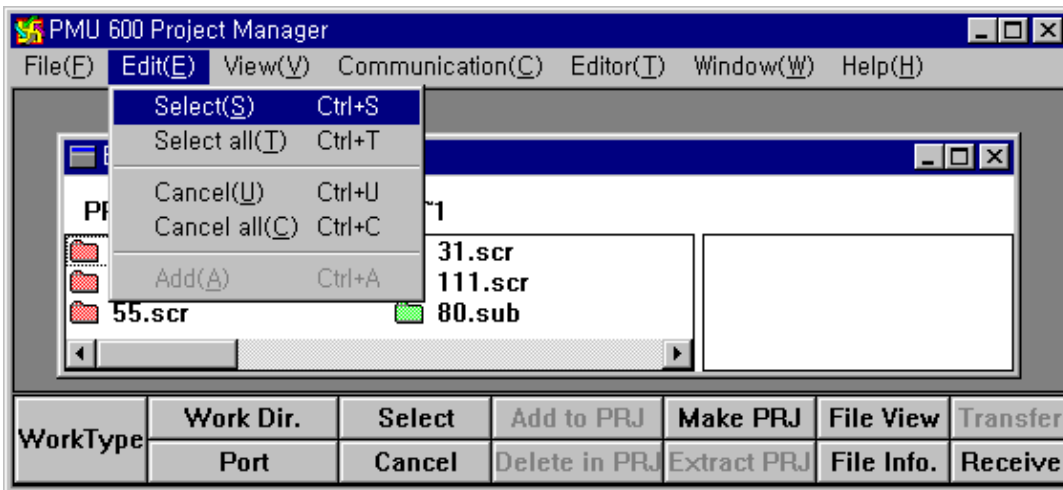 PMU 600 Project Manager
File(F) Edit(E) View(V) Communication(C) Editor(T) Window(W) Help(H)
Select(S) Ctrl+S
Select all(T) Ctrl+T
Cancel(U) Ctrl+U
Cancel all(C) Ctrl+C
Add(A) Ctrl+A
~1
31.scr
111.scr
55.scr 80.sub
WorkType Work Dir. Select Add to PRJ Make PRJ File View Transfer
Port Cancel Delete in PRJ Extract PRJ File Info. Receive